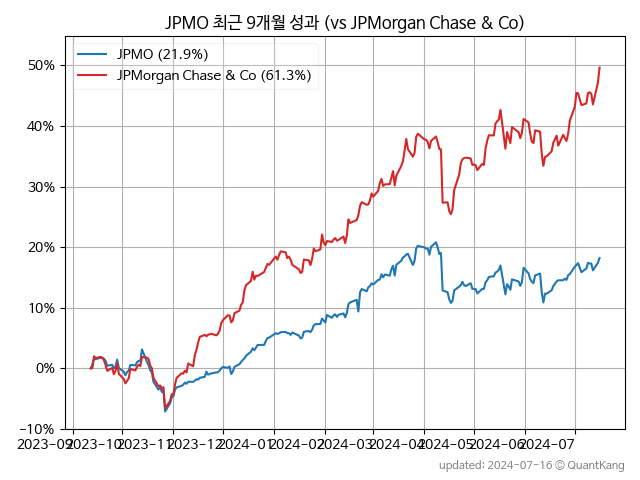 JPMO 최근 9개월 성과 (vs JPMorgan Chase & Co)
JPMO (21.9%)
JPMorgan Chase & Co (61.3%)
50%
40%
30%
20%
10%
0%
-10%
2023-09 2023-10 2023-11 2023-12 2024-01 2024-02 2024-03 2024-04 2024-05 2024-06 2024-07
updated: 2024-07-16 © QuantKang